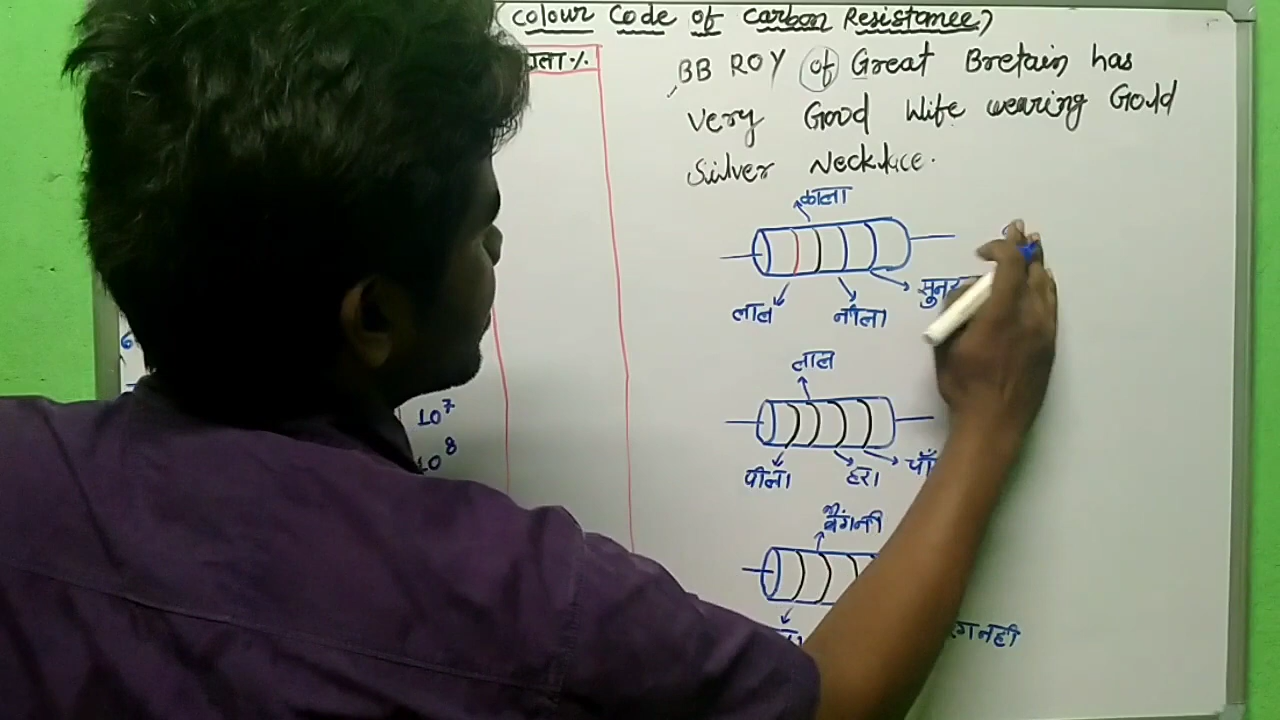 (Colour Code of Carbon Resistance)
BB ROY of Great Bretain has
very Good Wife wearing Gold
Silver Necklace.
काला
लाल
नीला
लाल
पीला
हरा
10⁷
10⁸
बैंगनी
नही